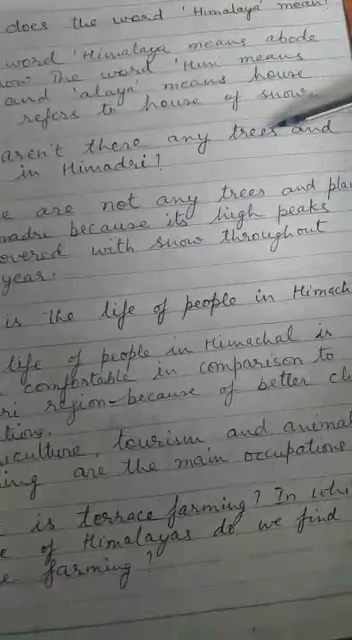 does the word 'Himalaya' mean?
word 'Himalaya means abode
The word 'Him means
and 'alaya' means house
refers to house of snow.
aren't there any trees and
in Himadri?
are not any trees and
because its high peaks
overed with snow throughout
year.
is the life of people in Himach
life of people in Himachal is
comfortable in comparison to
ri region-because of better cl
tions.
culture, tourism and animal
ing are the main occupations
is terrace farming? In whi
of Himalayas do we find
farming?